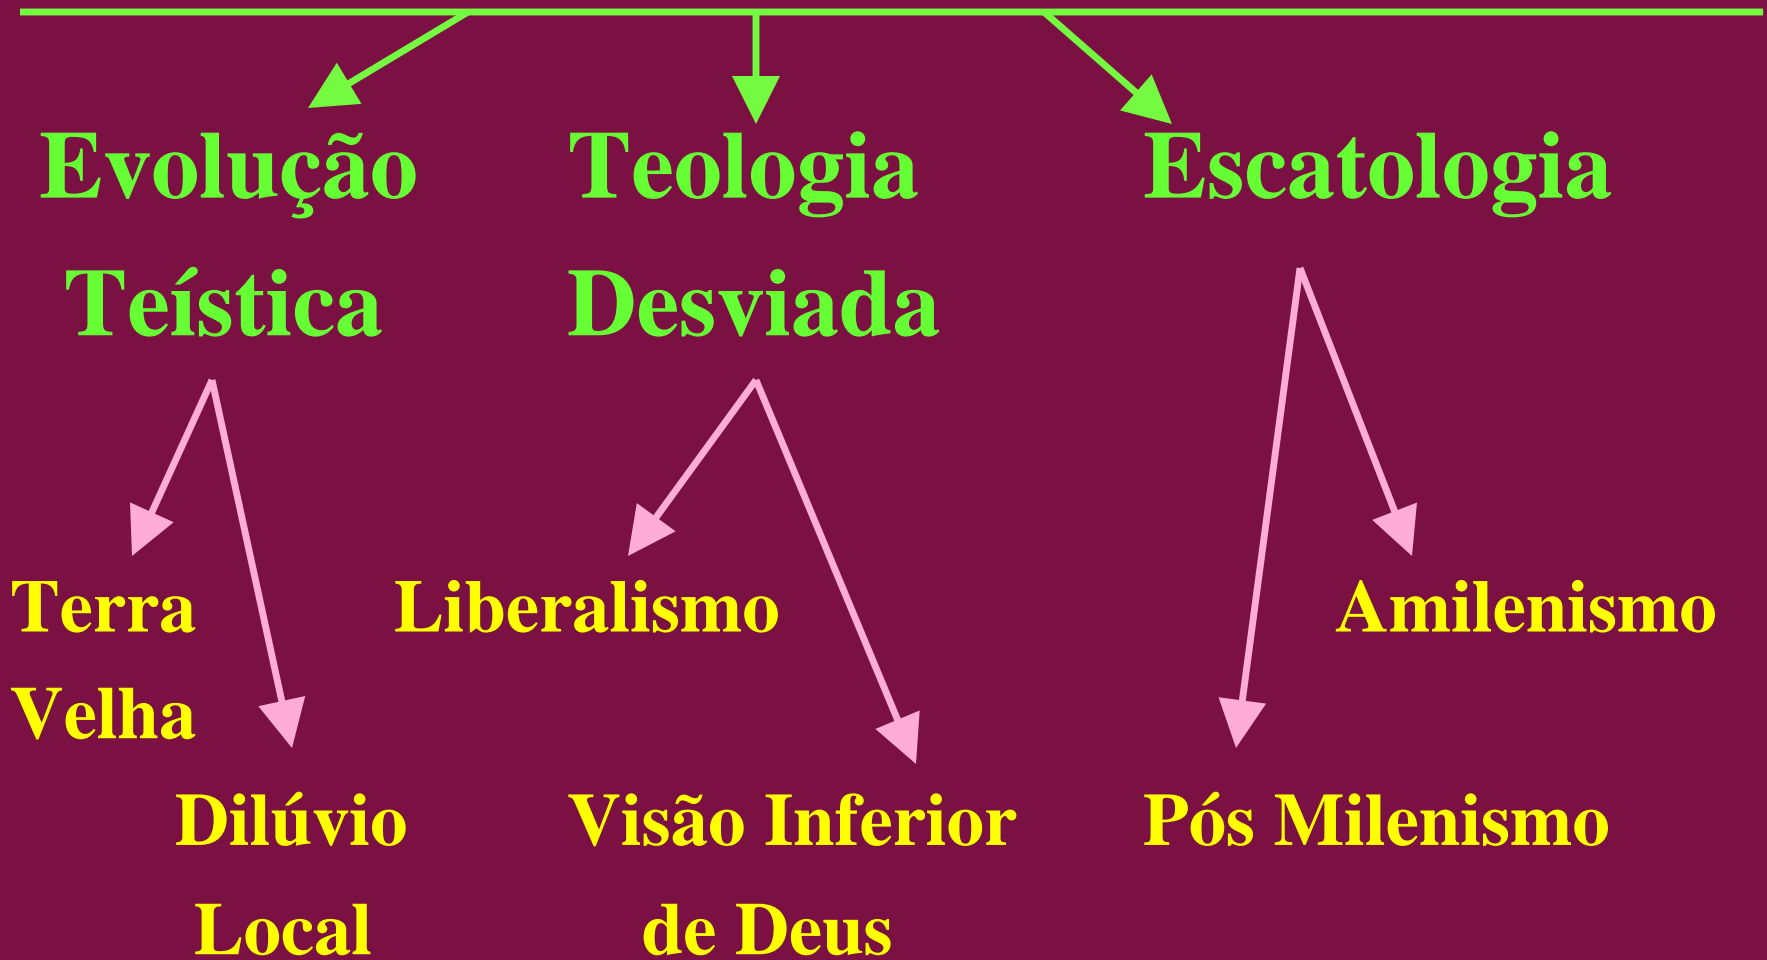 Evolução Teologia Escatologia
Teística Desviada
Terra Liberalismo Amilenismo
Velha
Dilúvio Visão Inferior Pós Milenismo
Local de Deus